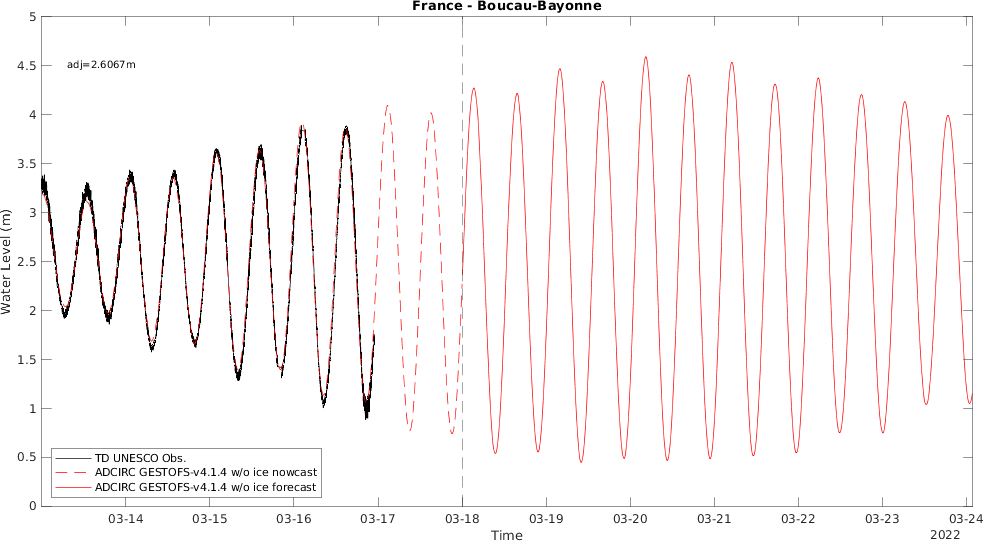 France - Boucau-Bayonne
adj=2.6067m
5
4.5
4
3.5
3
2.5
2
1.5
1
0.5
0
Water Level (m)
TD UNESCO Obs.
ADCIRC GESTOFS-v4.1.4 w/o ice nowcast
ADCIRC GESTOFS-v4.1.4 w/o ice forecast
03-14 03-15 03-16 03-17 03-18 03-19 03-20 03-21 03-22 03-23 03-24
Time
2022